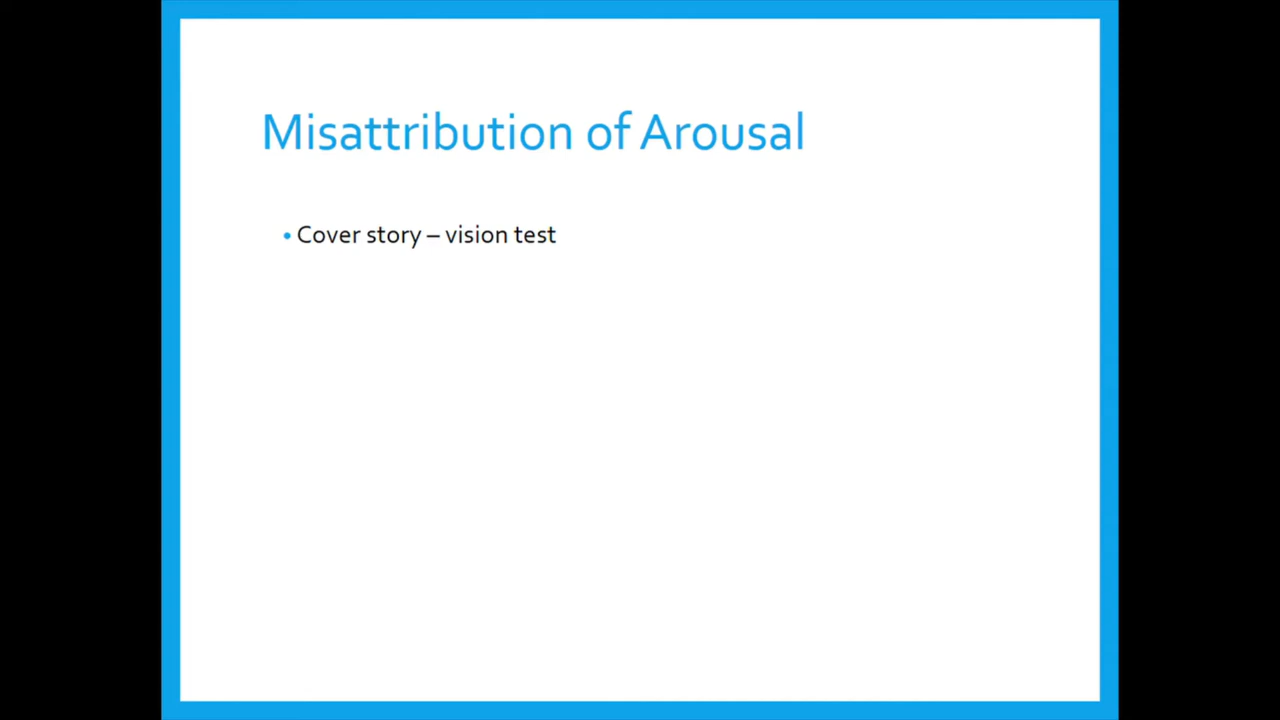 Misattribution of Arousal
• Cover story – vision test